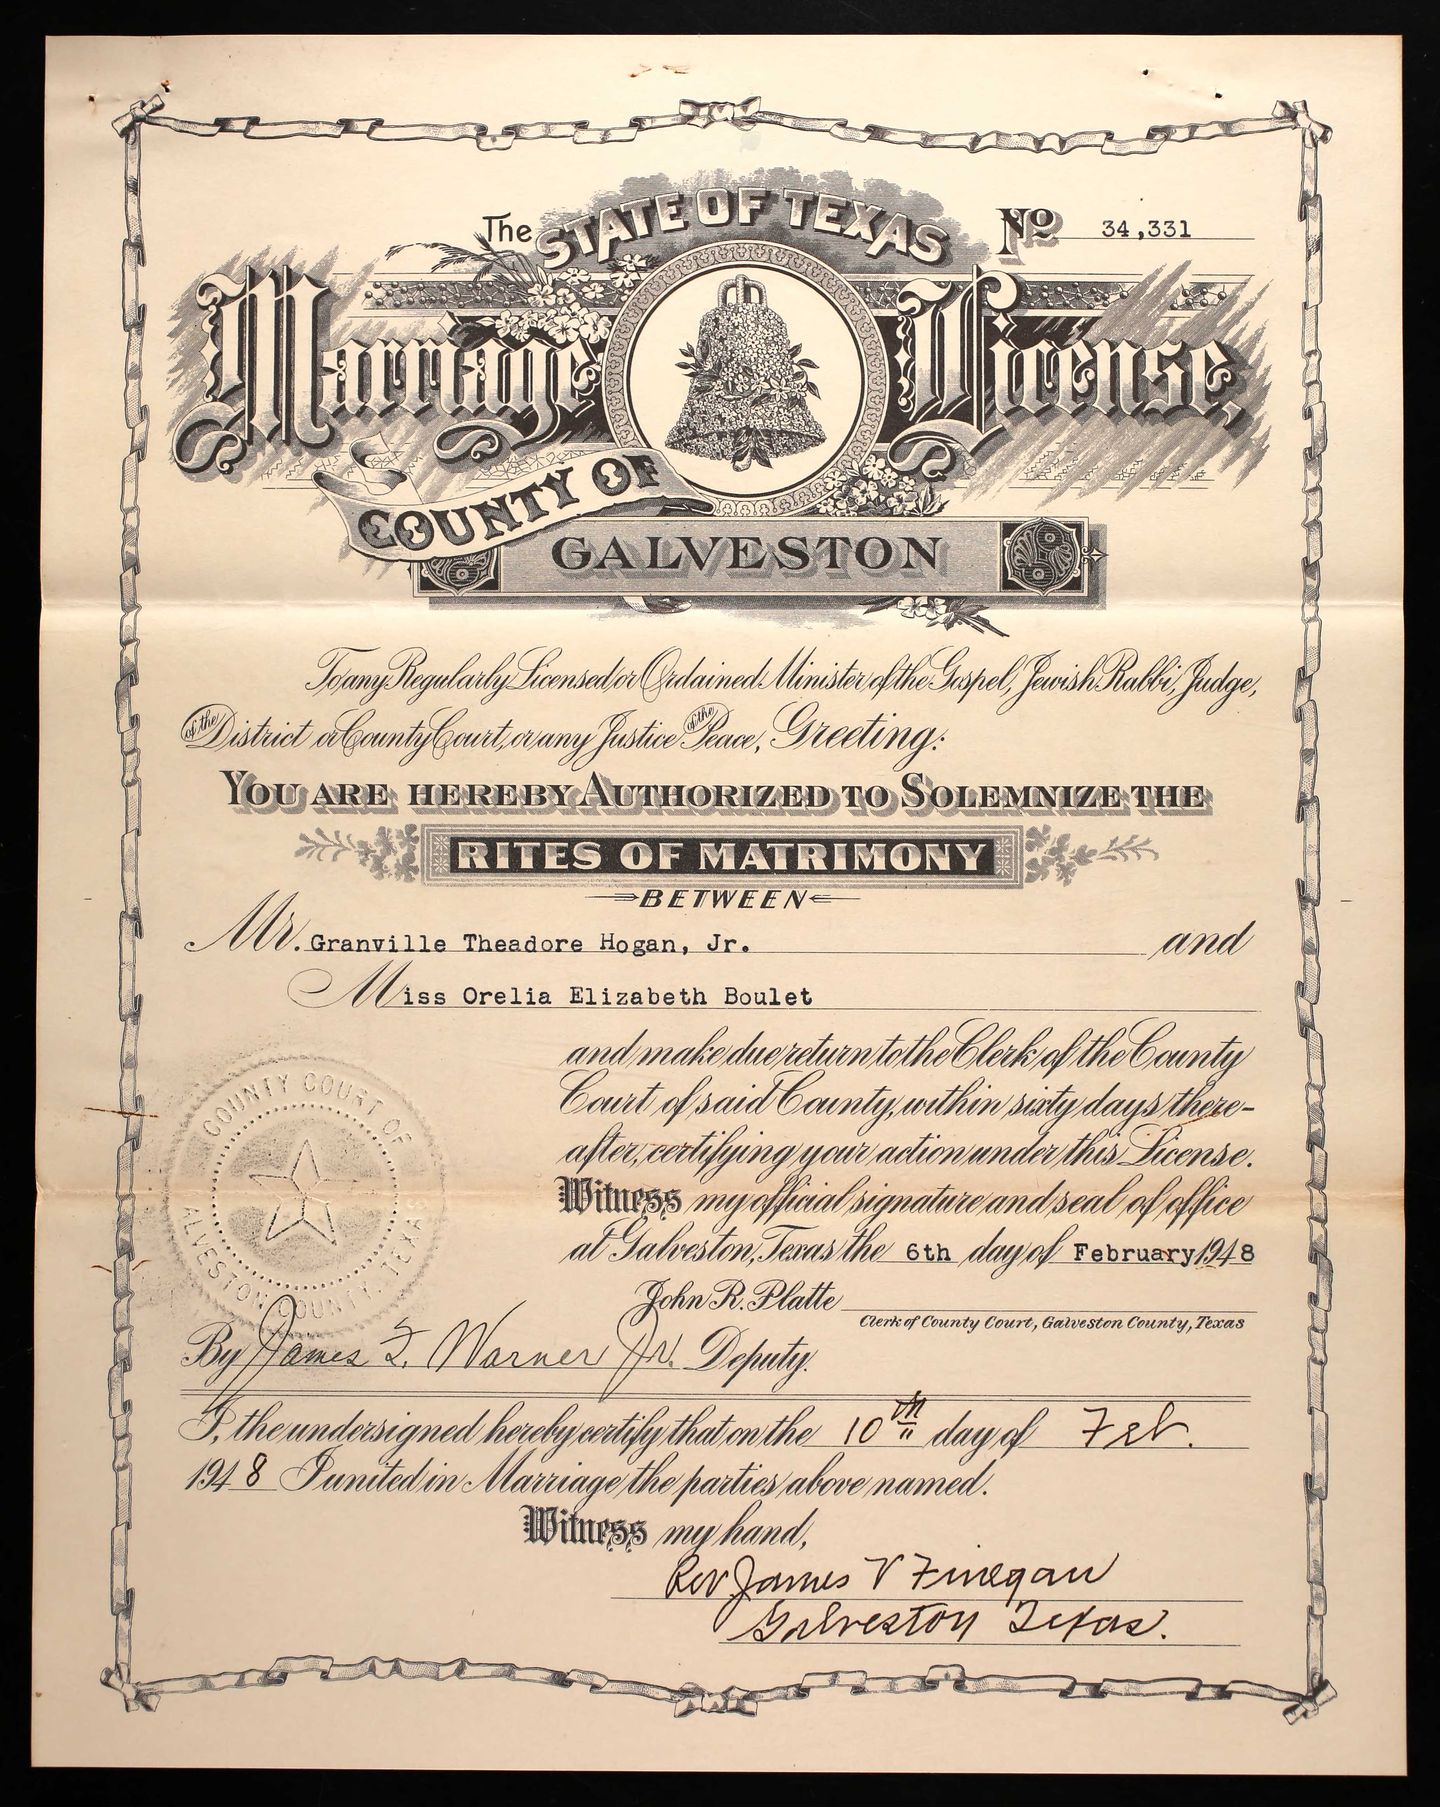 The STATE OF TEXAS
No 34,331
Marriage License,
COUNTY OF
GALVESTON
To any Regularly Licensed or Ordained Minister of the Gospel, Jewish Rabbi, Judge,
of the District or County Court, or any Justice of the Peace, Greeting:
YOU ARE HEREBY AUTHORIZED TO SOLEMNIZE THE
RITES OF MATRIMONY
BETWEEN
Mr. Granville Theadore Hogan, Jr. and
Miss Orelia Elizabeth Boulet
and make due return to the Clerk of the County
Court of said County, within sixty days there-
after, certifying your action under this License.
Witness my official signature and seal of office
at Galveston, Texas the 6th day of February 1948
John R. Platte
Clerk of County Court, Galveston County, Texas
By James F. Warner Jr. Deputy.
COUNTY COURT OF
GALVESTON COUNTY, TEXAS
I, the undersigned hereby certify that on the 10th day of Feb.
1948 I united in Marriage the parties above named.
Witness my hand,
Rev James V Finegan
Galveston Texas.